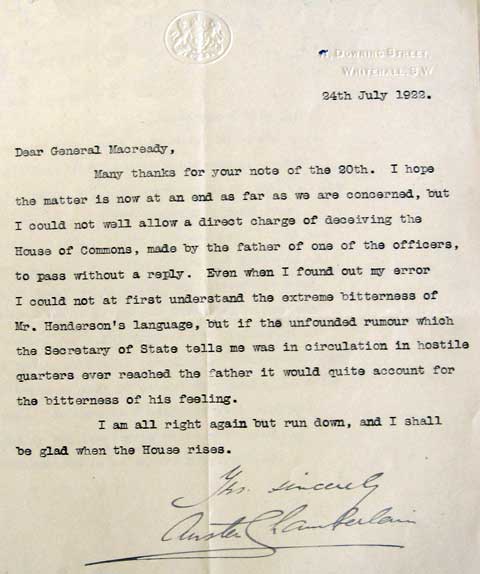 11, Downing Street,
Whitehall. S.W.
24th July 1922.
Dear General Macready,
Many thanks for your note of the 20th. I hope
the matter is now at an end as far as we are concerned, but
I could not well allow a direct charge of deceiving the
House of Commons, made by the father of one of the officers,
to pass without a reply. Even when I found out my error
I could not at first understand the extreme bitterness of
Mr. Henderson's language, but if the unfounded rumour which
the Secretary of State tells me was in circulation in hostile
quarters ever reached the father it would quite account for
the bitterness of his feeling.
I am all right again but run down, and I shall
be glad when the House rises.
Yrs. sincerely
Austen Chamberlain